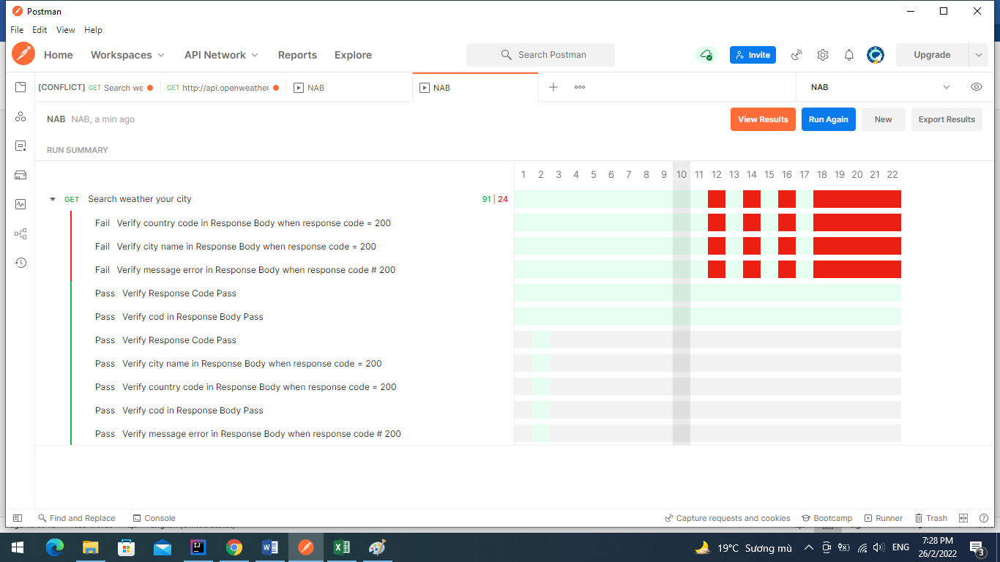 Postman
File Edit View Help
Home Workspaces API Network Reports Explore Search Postman Invite Upgrade
[CONFLICT] GET Search we GET http://api.openweather NAB NAB NAB
NAB NAB, a min ago View Results Run Again New Export Results
RUN SUMMARY
1 2 3 4 5 6 7 8 9 10 11 12 13 14 15 16 17 18 19 20 21 22
GET Search weather your city 91 | 24
Fail Verify country code in Response Body when response code = 200
Fail Verify city name in Response Body when response code = 200
Fail Verify message error in Response Body when response code # 200
Pass Verify Response Code Pass
Pass Verify cod in Response Body Pass
Pass Verify Response Code Pass
Pass Verify city name in Response Body when response code = 200
Pass Verify country code in Response Body when response code = 200
Pass Verify cod in Response Body Pass
Pass Verify message error in Response Body when response code # 200
Find and Replace Console Capture requests and cookies Bootcamp Runner Trash
19°C Sương mù ENG 7:28 PM
26/2/2022 3